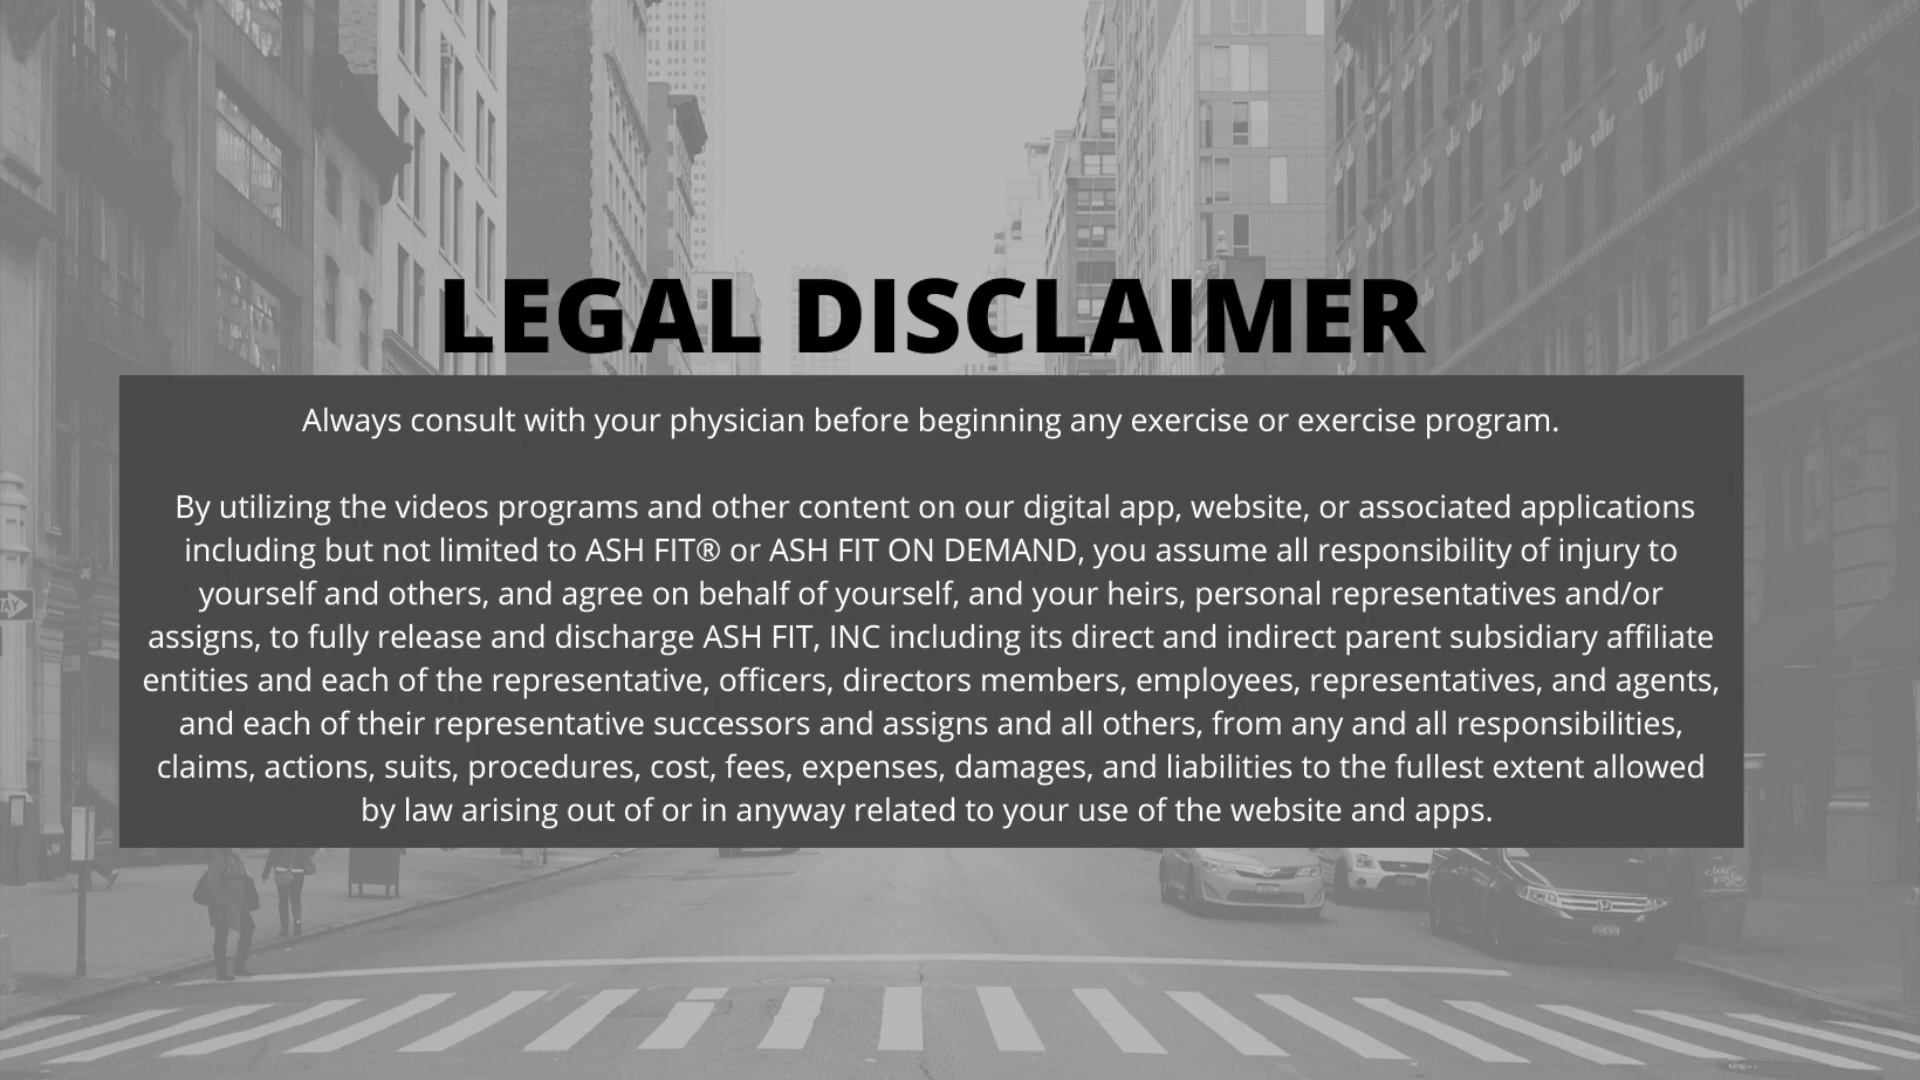 LEGAL DISCLAIMER
Always consult with your physician before beginning any exercise or exercise program.
By utilizing the videos programs and other content on our digital app, website, or associated applications
including but not limited to ASH FIT® or ASH FIT ON DEMAND, you assume all responsibility of injury to
yourself and others, and agree on behalf of yourself, and your heirs, personal representatives and/or
assigns, to fully release and discharge ASH FIT, INC including its direct and indirect parent subsidiary affiliate
entities and each of the representative, officers, directors members, employees, representatives, and agents,
and each of their representative successors and assigns and all others, from any and all responsibilities,
claims, actions, suits, procedures, cost, fees, expenses, damages, and liabilities to the fullest extent allowed
by law arising out of or in anyway related to your use of the website and apps.